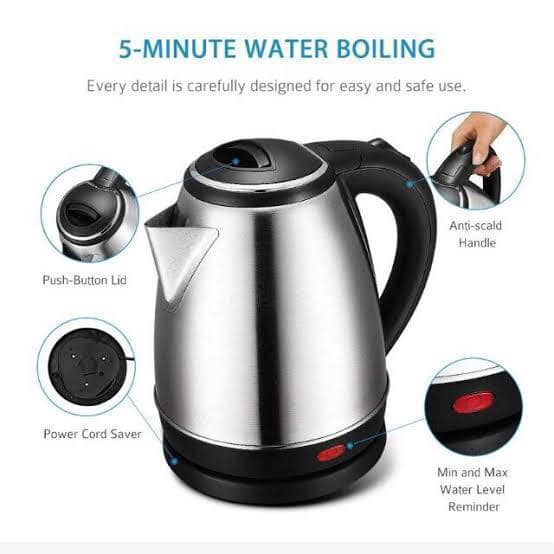 5-MINUTE WATER BOILING
Every detail is carefully designed for easy and safe use.
Anti-scald
Handle
Push-Button Lid
Power Cord Saver
Min and Max
Water Level
Reminder